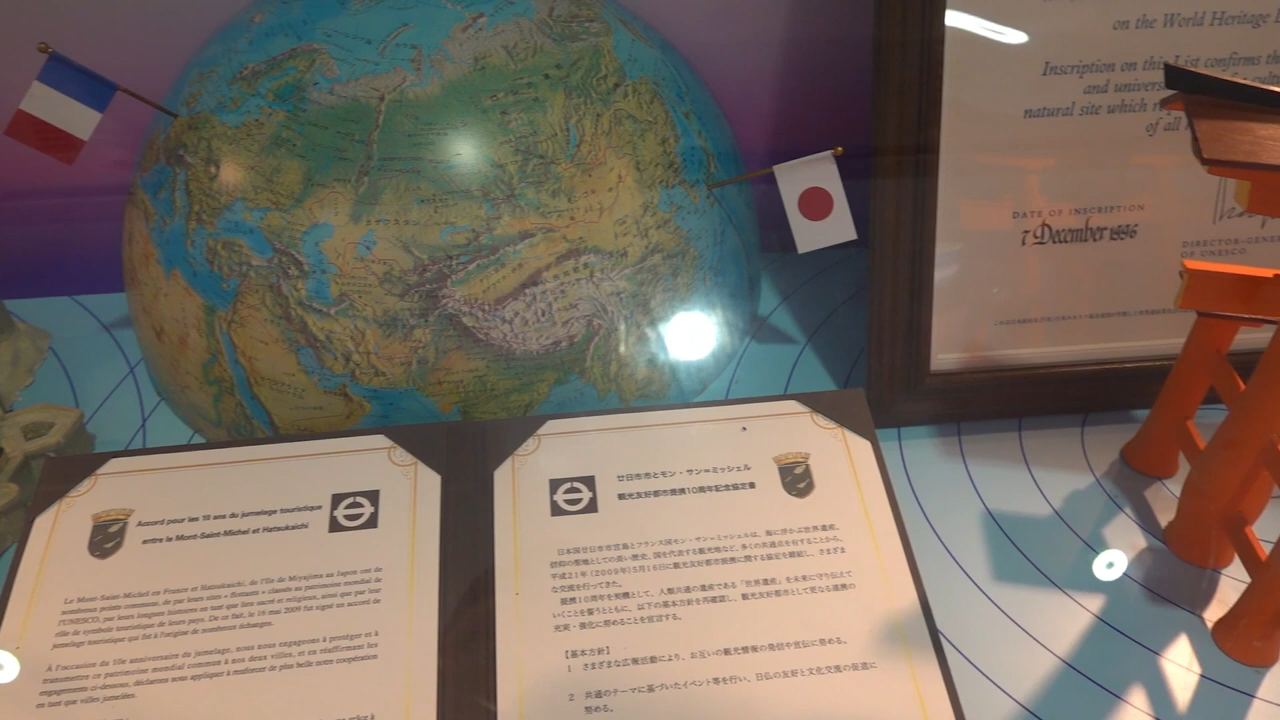 on the World Heritage
Inscription on this List confirms
and univers
natural site which
of all
DATE OF INSCRIPTION
7 December 1996
DIRECTOR-GENE
OF UNESCO
カザフスタン
Accord pour les 10 ans du jumelage touristique
entre le Mont-Saint-Michel et Hatsukaichi
Le Mont-Saint-Michel en France et Hatsukaichi, de l'île de Miyajima au Japon ont de
nombreux points communs, de par leurs sites « flottants » classés au patrimoine mondial de
l'UNESCO, par leurs longues histoires en tant que lieu sacré et religieux, ainsi que par leur
rôle de symbole touristique de leurs pays. De ce fait, le 16 mai 2009 fut signé un accord de
jumelage touristique qui fut à l'origine de nombreux échanges.
À l'occasion du 10e anniversaire du jumelage, nous nous engageons à protéger et à
transmettre ce patrimoine mondial commun à nos deux villes, et en réaffirmant les
engagements ci-dessous, déclarons nous appliquer à renforcer de plus belle notre coopération
en tant que villes jumelées.
廿日市市とモン・サン＝ミッシェル
観光友好都市提携10周年記念協定書
日本国廿日市市宮島とフランス国モン・サン＝ミッシェルは、海に浮かぶ世界遺産、
信仰の聖地としての長い歴史、国を代表する観光地など、多くの共通点を有することから、
平成21年（2009年）5月16日に観光友好都市提携に関する協定を締結し、さまざま
な交流を行ってきた。
提携10周年を契機として、人類共通の遺産である「世界遺産」を未来に守り伝えて
いくことを誓うとともに、以下の基本方針を再確認し、観光友好都市として更なる連携の
充実・強化に努めることを宣言する。
【基本方針】
1 さまざまな広報活動により、お互いの観光情報の発信や宣伝に努める。
2 共通のテーマに基づいたイベント等を行い、日仏の友好と文化交流の促進に
努める。